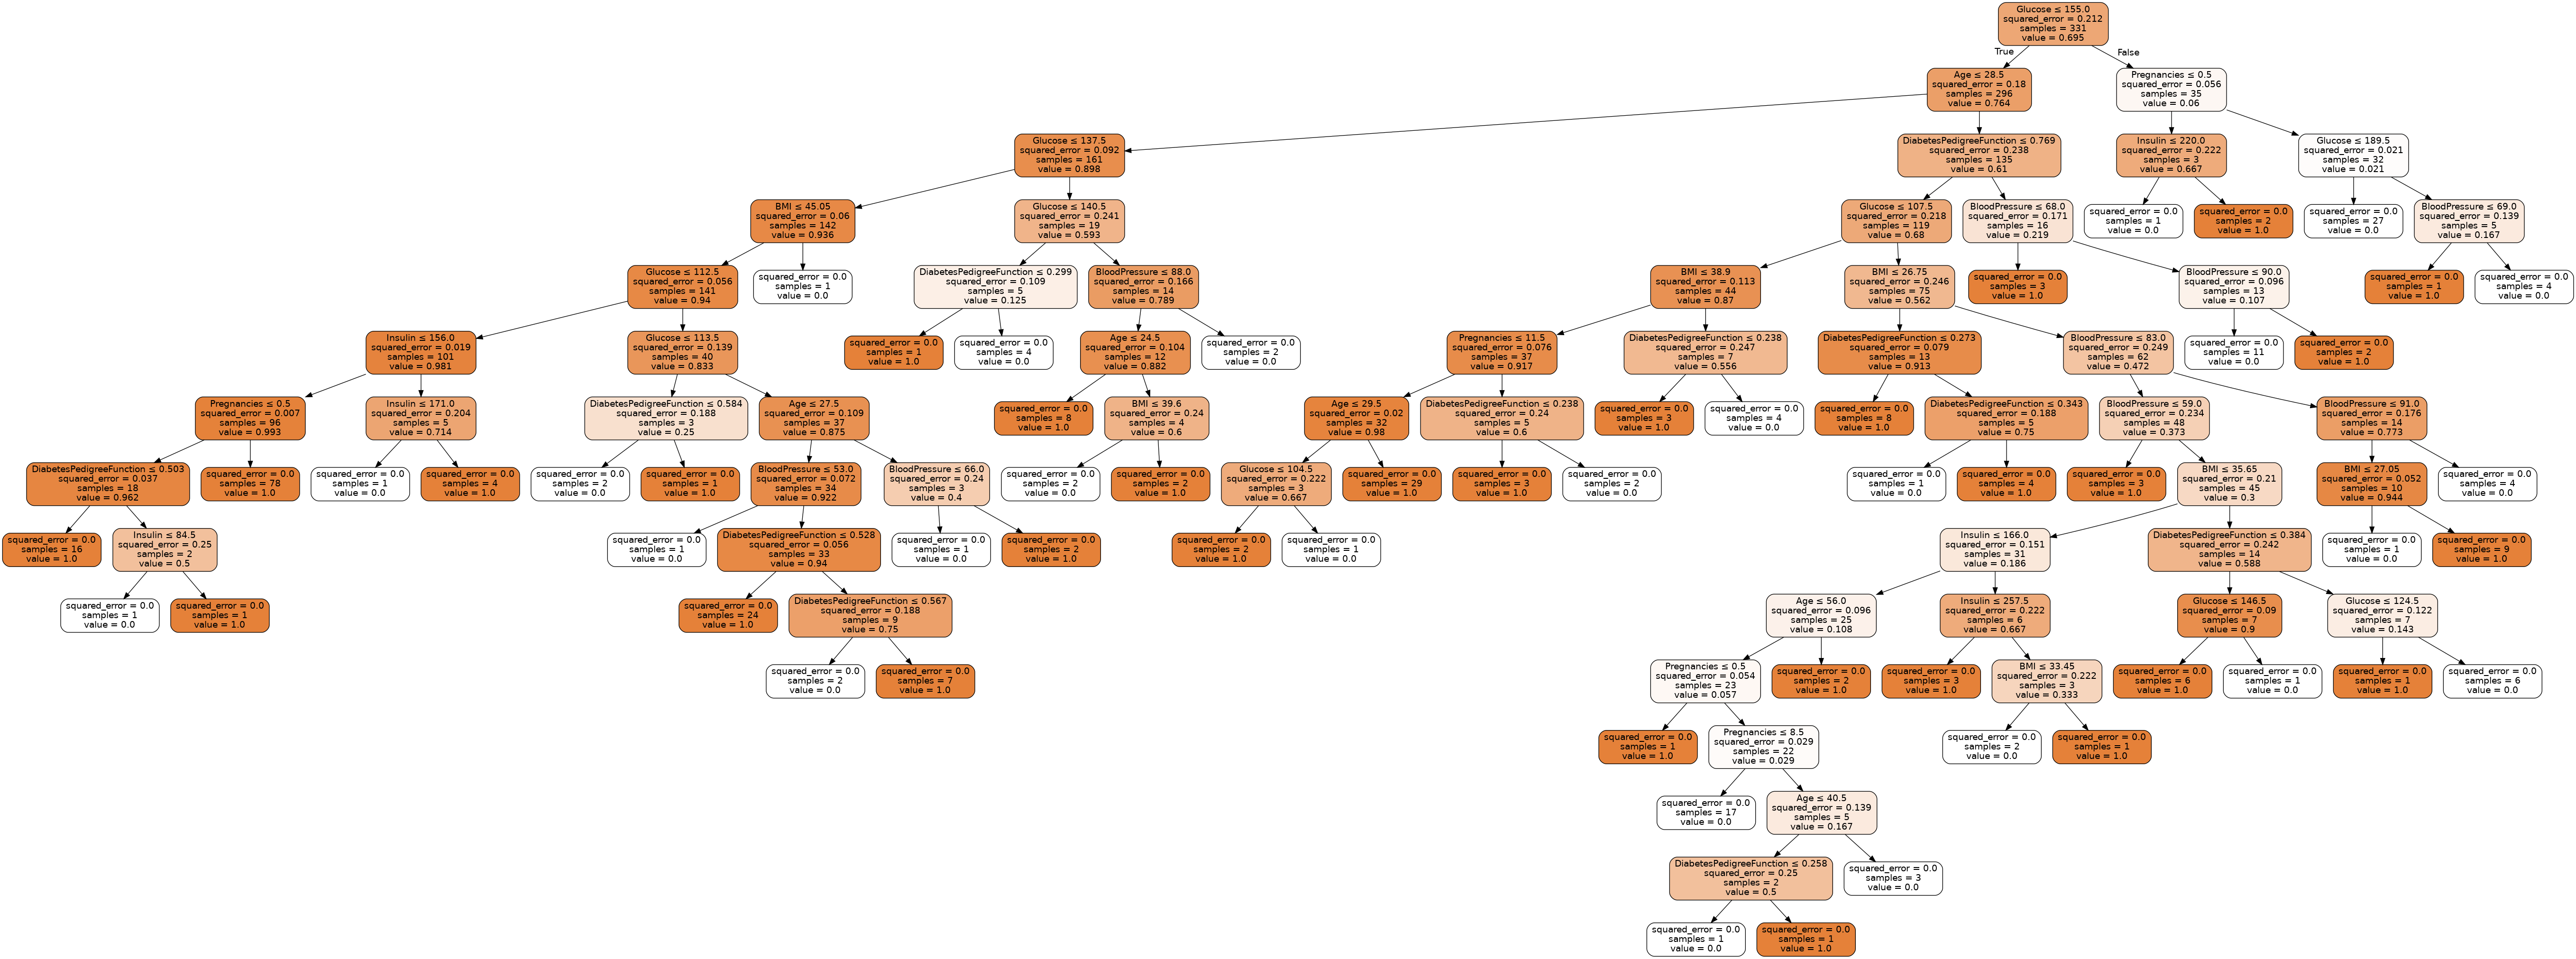 Glucose ≤ 155.0
squared_error = 0.212
samples = 331
value = 0.695
True
False
Age ≤ 28.5
squared_error = 0.18
samples = 296
value = 0.764
Pregnancies ≤ 0.5
squared_error = 0.056
samples = 35
value = 0.06
Glucose ≤ 137.5
squared_error = 0.092
samples = 161
value = 0.898
DiabetesPedigreeFunction ≤ 0.769
squared_error = 0.238
samples = 135
value = 0.61
Insulin ≤ 220.0
squared_error = 0.222
samples = 3
value = 0.667
Glucose ≤ 189.5
squared_error = 0.021
samples = 32
value = 0.021
BMI ≤ 45.05
squared_error = 0.06
samples = 142
value = 0.936
Glucose ≤ 140.5
squared_error = 0.241
samples = 19
value = 0.593
Glucose ≤ 107.5
squared_error = 0.218
samples = 119
value = 0.68
BloodPressure ≤ 68.0
squared_error = 0.171
samples = 16
value = 0.219
squared_error = 0.0
samples = 1
value = 0.0
squared_error = 0.0
samples = 2
value = 1.0
squared_error = 0.0
samples = 27
value = 0.0
BloodPressure ≤ 69.0
squared_error = 0.139
samples = 5
value = 0.167
Glucose ≤ 112.5
squared_error = 0.056
samples = 141
value = 0.94
squared_error = 0.0
samples = 1
value = 0.0
DiabetesPedigreeFunction ≤ 0.299
squared_error = 0.109
samples = 5
value = 0.125
BloodPressure ≤ 88.0
squared_error = 0.166
samples = 14
value = 0.789
BMI ≤ 38.9
squared_error = 0.113
samples = 44
value = 0.87
BMI ≤ 26.75
squared_error = 0.246
samples = 75
value = 0.562
squared_error = 0.0
samples = 3
value = 1.0
BloodPressure ≤ 90.0
squared_error = 0.096
samples = 13
value = 0.107
squared_error = 0.0
samples = 1
value = 1.0
squared_error = 0.0
samples = 4
value = 0.0
Insulin ≤ 156.0
squared_error = 0.019
samples = 101
value = 0.981
Glucose ≤ 113.5
squared_error = 0.139
samples = 40
value = 0.833
squared_error = 0.0
samples = 1
value = 1.0
squared_error = 0.0
samples = 4
value = 0.0
Age ≤ 24.5
squared_error = 0.104
samples = 12
value = 0.882
squared_error = 0.0
samples = 2
value = 0.0
Pregnancies ≤ 11.5
squared_error = 0.076
samples = 37
value = 0.917
DiabetesPedigreeFunction ≤ 0.238
squared_error = 0.247
samples = 7
value = 0.556
DiabetesPedigreeFunction ≤ 0.273
squared_error = 0.079
samples = 13
value = 0.913
BloodPressure ≤ 83.0
squared_error = 0.249
samples = 62
value = 0.472
squared_error = 0.0
samples = 11
value = 0.0
squared_error = 0.0
samples = 2
value = 1.0
Pregnancies ≤ 0.5
squared_error = 0.007
samples = 96
value = 0.993
Insulin ≤ 171.0
squared_error = 0.204
samples = 5
value = 0.714
DiabetesPedigreeFunction ≤ 0.584
squared_error = 0.188
samples = 3
value = 0.25
Age ≤ 27.5
squared_error = 0.109
samples = 37
value = 0.875
squared_error = 0.0
samples = 8
value = 1.0
BMI ≤ 39.6
squared_error = 0.24
samples = 4
value = 0.6
Age ≤ 29.5
squared_error = 0.02
samples = 32
value = 0.98
DiabetesPedigreeFunction ≤ 0.238
squared_error = 0.24
samples = 5
value = 0.6
squared_error = 0.0
samples = 3
value = 1.0
squared_error = 0.0
samples = 4
value = 0.0
squared_error = 0.0
samples = 8
value = 1.0
DiabetesPedigreeFunction ≤ 0.343
squared_error = 0.188
samples = 5
value = 0.75
BloodPressure ≤ 59.0
squared_error = 0.234
samples = 48
value = 0.373
BloodPressure ≤ 91.0
squared_error = 0.176
samples = 14
value = 0.773
DiabetesPedigreeFunction ≤ 0.503
squared_error = 0.037
samples = 18
value = 0.962
squared_error = 0.0
samples = 78
value = 1.0
squared_error = 0.0
samples = 1
value = 0.0
squared_error = 0.0
samples = 4
value = 1.0
squared_error = 0.0
samples = 2
value = 0.0
squared_error = 0.0
samples = 1
value = 1.0
BloodPressure ≤ 53.0
squared_error = 0.072
samples = 34
value = 0.922
BloodPressure ≤ 66.0
squared_error = 0.24
samples = 3
value = 0.4
squared_error = 0.0
samples = 2
value = 0.0
squared_error = 0.0
samples = 2
value = 1.0
Glucose ≤ 104.5
squared_error = 0.222
samples = 3
value = 0.667
squared_error = 0.0
samples = 29
value = 1.0
squared_error = 0.0
samples = 3
value = 1.0
squared_error = 0.0
samples = 2
value = 0.0
squared_error = 0.0
samples = 1
value = 0.0
squared_error = 0.0
samples = 4
value = 1.0
squared_error = 0.0
samples = 3
value = 1.0
BMI ≤ 35.65
squared_error = 0.21
samples = 45
value = 0.3
BMI ≤ 27.05
squared_error = 0.052
samples = 10
value = 0.944
squared_error = 0.0
samples = 4
value = 0.0
squared_error = 0.0
samples = 16
value = 1.0
Insulin ≤ 84.5
squared_error = 0.25
samples = 2
value = 0.5
squared_error = 0.0
samples = 1
value = 0.0
DiabetesPedigreeFunction ≤ 0.528
squared_error = 0.056
samples = 33
value = 0.94
squared_error = 0.0
samples = 1
value = 0.0
squared_error = 0.0
samples = 2
value = 1.0
squared_error = 0.0
samples = 2
value = 1.0
squared_error = 0.0
samples = 1
value = 0.0
Insulin ≤ 166.0
squared_error = 0.151
samples = 31
value = 0.186
DiabetesPedigreeFunction ≤ 0.384
squared_error = 0.242
samples = 14
value = 0.588
squared_error = 0.0
samples = 1
value = 0.0
squared_error = 0.0
samples = 9
value = 1.0
squared_error = 0.0
samples = 1
value = 0.0
squared_error = 0.0
samples = 1
value = 1.0
squared_error = 0.0
samples = 24
value = 1.0
DiabetesPedigreeFunction ≤ 0.567
squared_error = 0.188
samples = 9
value = 0.75
Age ≤ 56.0
squared_error = 0.096
samples = 25
value = 0.108
Insulin ≤ 257.5
squared_error = 0.222
samples = 6
value = 0.667
Glucose ≤ 146.5
squared_error = 0.09
samples = 7
value = 0.9
Glucose ≤ 124.5
squared_error = 0.122
samples = 7
value = 0.143
squared_error = 0.0
samples = 2
value = 0.0
squared_error = 0.0
samples = 7
value = 1.0
Pregnancies ≤ 0.5
squared_error = 0.054
samples = 23
value = 0.057
squared_error = 0.0
samples = 2
value = 1.0
squared_error = 0.0
samples = 3
value = 1.0
BMI ≤ 33.45
squared_error = 0.222
samples = 3
value = 0.333
squared_error = 0.0
samples = 6
value = 1.0
squared_error = 0.0
samples = 1
value = 0.0
squared_error = 0.0
samples = 1
value = 1.0
squared_error = 0.0
samples = 6
value = 0.0
squared_error = 0.0
samples = 1
value = 1.0
Pregnancies ≤ 8.5
squared_error = 0.029
samples = 22
value = 0.029
squared_error = 0.0
samples = 2
value = 0.0
squared_error = 0.0
samples = 1
value = 1.0
squared_error = 0.0
samples = 17
value = 0.0
Age ≤ 40.5
squared_error = 0.139
samples = 5
value = 0.167
DiabetesPedigreeFunction ≤ 0.258
squared_error = 0.25
samples = 2
value = 0.5
squared_error = 0.0
samples = 3
value = 0.0
squared_error = 0.0
samples = 1
value = 0.0
squared_error = 0.0
samples = 1
value = 1.0